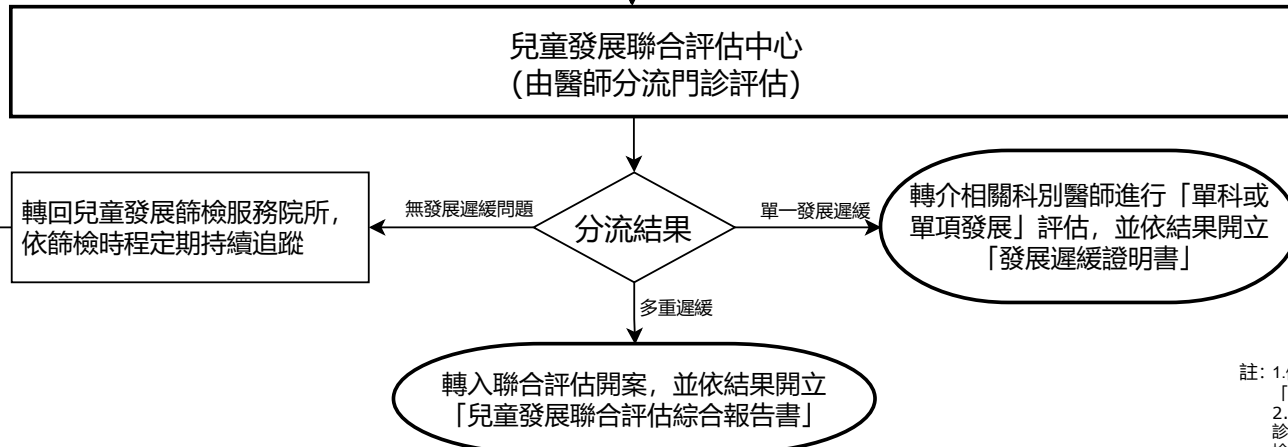 兒童發展聯合評估中心
(由醫師分流門診評估)
轉回兒童發展篩檢服務院所，
依篩檢時程定期持續追蹤
無發展遲緩問題
分流結果
單一發展遲緩
轉介相關科別醫師進行「單科或
單項發展」評估，並依結果開立
「發展遲緩證明書」
多重遲緩
轉入聯合評估開案，並依結果開立
「兒童發展聯合評估綜合報告書」
註：1.
「
2.
診